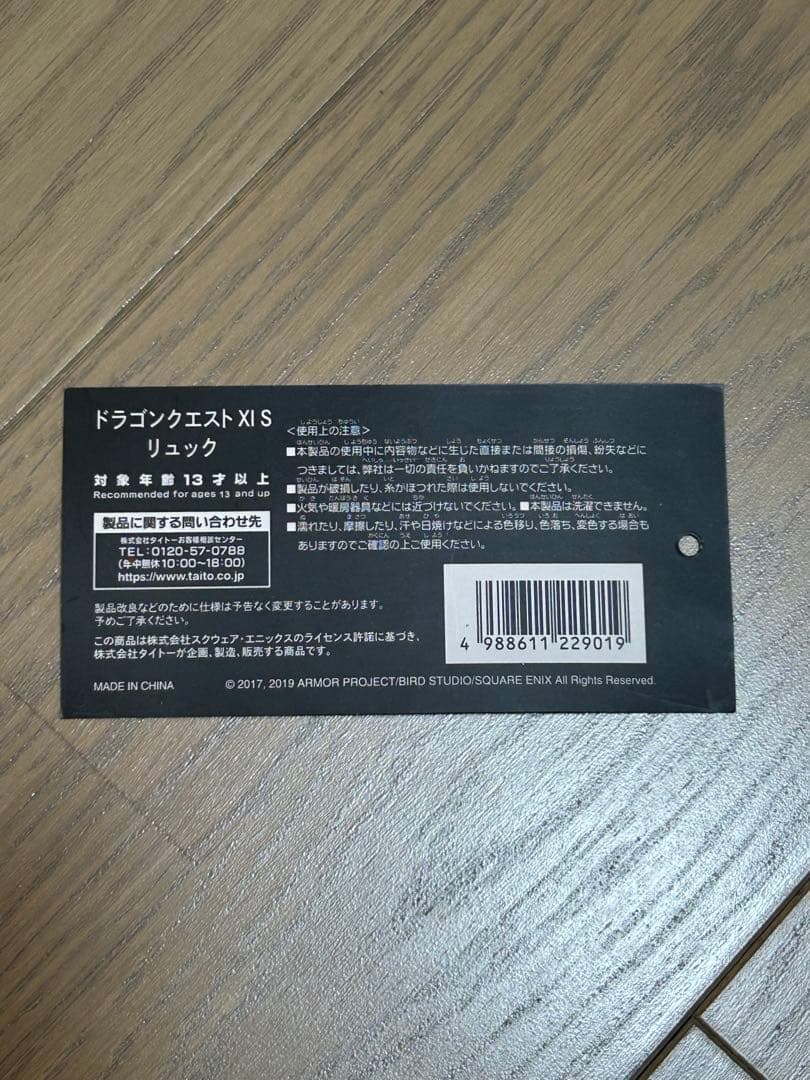 ドラゴンクエスト XI S
リュック
対象年齢13才以上
Recommended for ages 13 and up
製品に関する問い合わせ先
株式会社タイトーお客様相談センター
TEL:0120-57-0788
(年中無休10:00~18:00)
https://www.taito.co.jp
<使用上の注意>
■本製品の使用中に内容物などに生じた直接または間接の損傷、紛失などに
つきましては、弊社は一切の責任を負いかねますのでご了承ください。
■製品が破損したり、糸がほつれた際は使用しないでください。
■火気や暖房器具などには近づけないでください。■本製品は洗濯できません。
■濡れたり、摩擦したり、汗や日焼けなどによる色移り、色落ち、変色する場合も
ありますのでご確認の上ご使用ください。
製品改良などのために仕様は予告なく変更することがあります。
予めご了承ください。
この商品は株式会社スクウェア・エニックスのライセンス許諾に基づき、
株式会社タイトーが企画、製造、販売する商品です。
4 988611 229019
MADE IN CHINA
© 2017, 2019 ARMOR PROJECT/BIRD STUDIO/SQUARE ENIX All Rights Reserved.